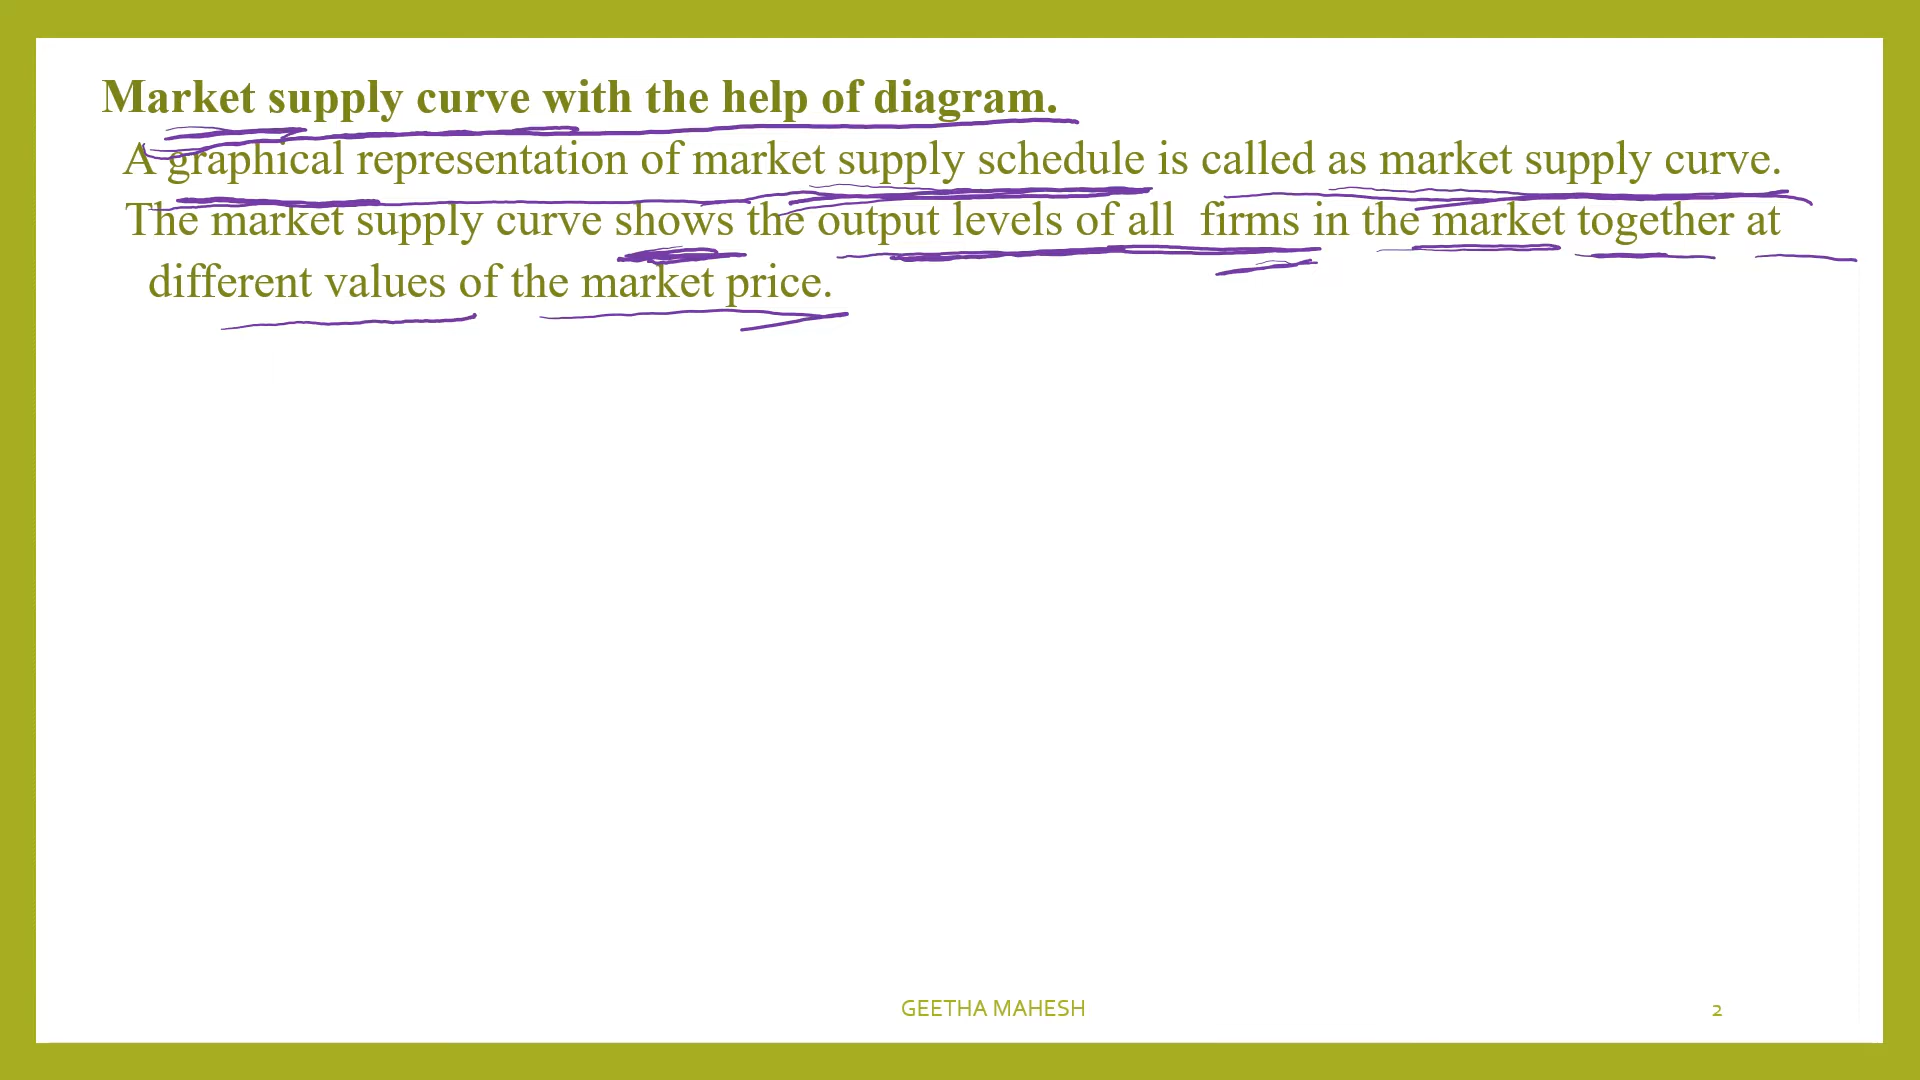 Market supply curve with the help of diagram.
A graphical representation of market supply schedule is called as market supply curve.
The market supply curve shows the output levels of all firms in the market together at
different values of the market price.
GEETHA MAHESH
2